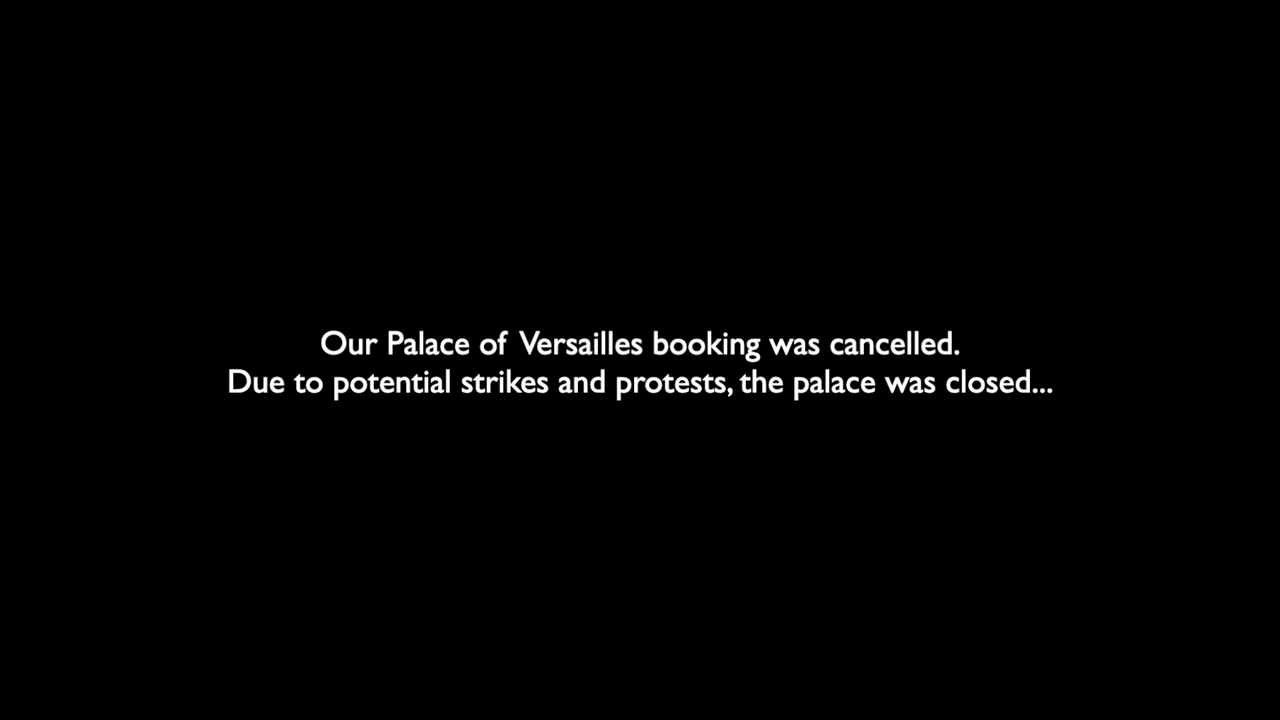 Our Palace of Versailles booking was cancelled.
Due to potential strikes and protests, the palace was closed...